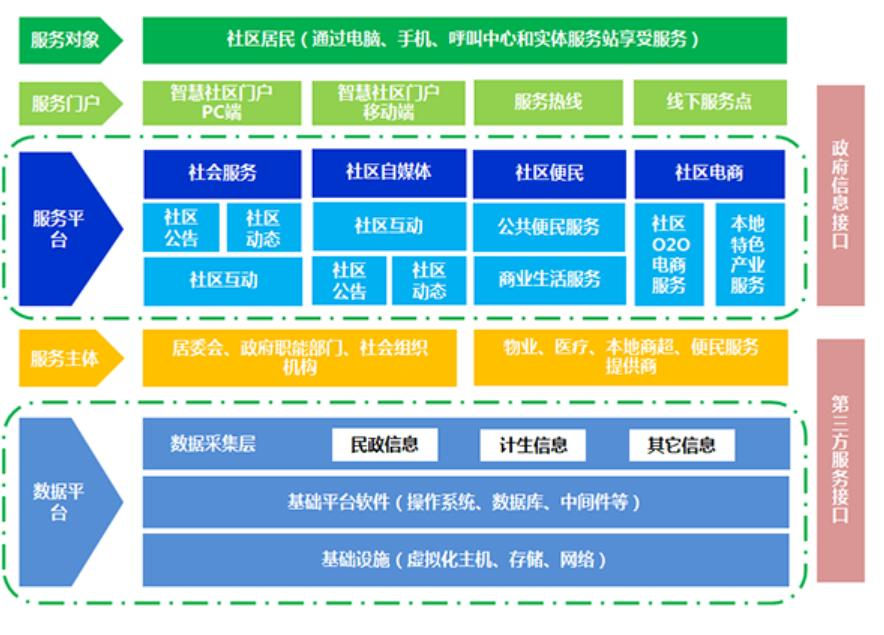 服务对象
社区居民（通过电脑、手机、呼叫中心和实体服务站享受服务）
服务门户
智慧社区门户
PC端
智慧社区门户
移动端
服务热线
线下服务点
服务平
台
社会服务
社区自媒体
社区便民
社区电商
社区
公告
社区
动态
社区互动
社区互动
社区
公告
社区
动态
公共便民服务
商业生活服务
社区
O2O
电商
服务
本地
特色
产业
服务
服务主体
居委会、政府职能部门、社会组织
机构
物业、医疗、本地商超、便民服务
提供商
数据平
台
数据采集层
民政信息
计生信息
其它信息
基础平台软件（操作系统、数据库、中间件等）
基础设施（虚拟化主机、存储、网络）
政府信息接口
第三方服务接口